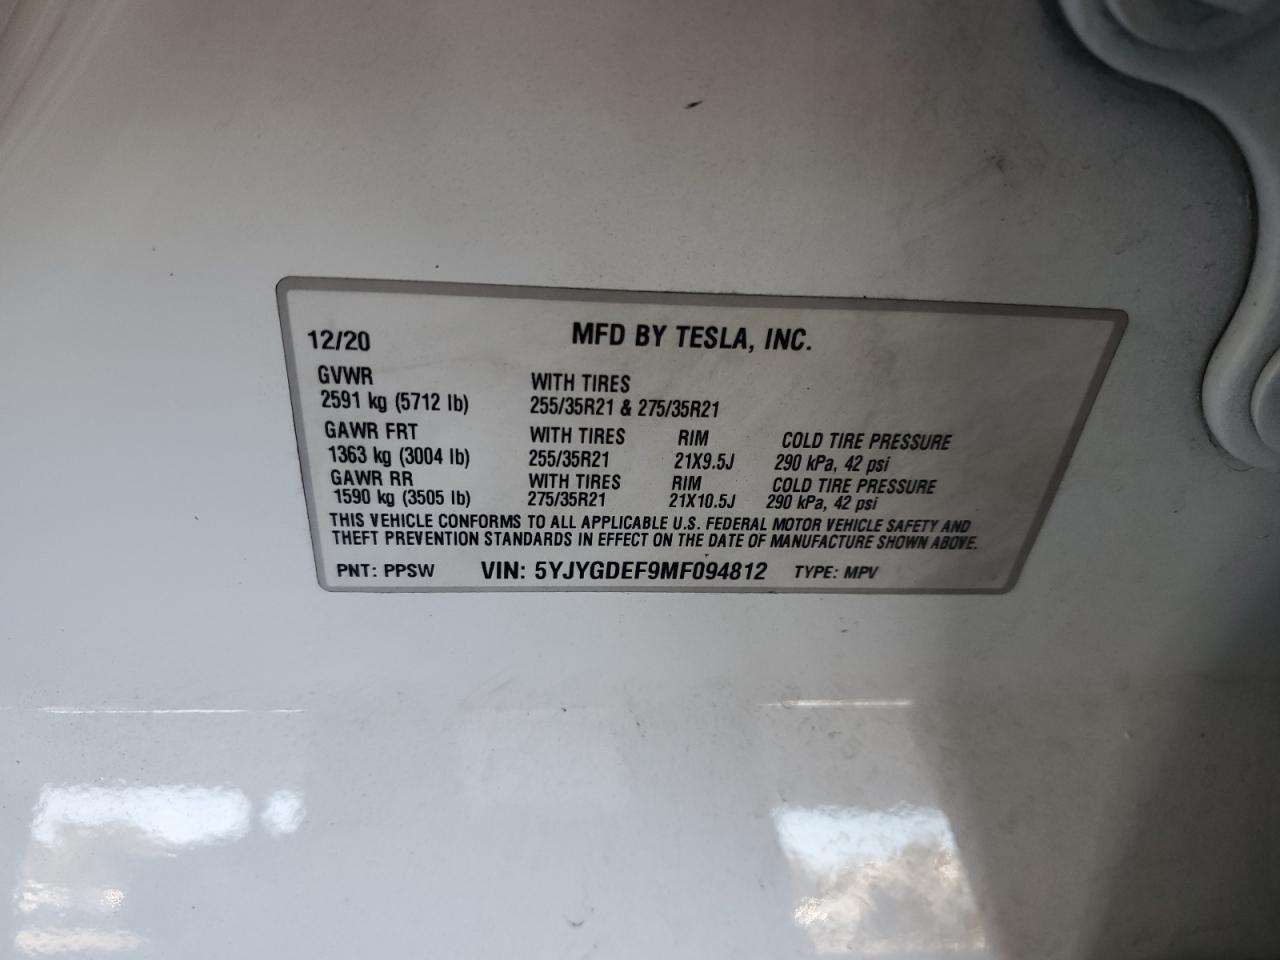 12/20 MFD BY TESLA, INC.
GVWR WITH TIRES
2591 kg (5712 lb) 255/35R21 & 275/35R21
GAWR FRT WITH TIRES RIM COLD TIRE PRESSURE
1363 kg (3004 lb) 255/35R21 21X9.5J 290 kPa, 42 psi
GAWR RR WITH TIRES RIM COLD TIRE PRESSURE
1590 kg (3505 lb) 275/35R21 21X10.5J 290 kPa, 42 psi
THIS VEHICLE CONFORMS TO ALL APPLICABLE U.S. FEDERAL MOTOR VEHICLE SAFETY AND
THEFT PREVENTION STANDARDS IN EFFECT ON THE DATE OF MANUFACTURE SHOWN ABOVE.
PNT: PPSW VIN: 5YJYGDEF9MF094812 TYPE: MPV